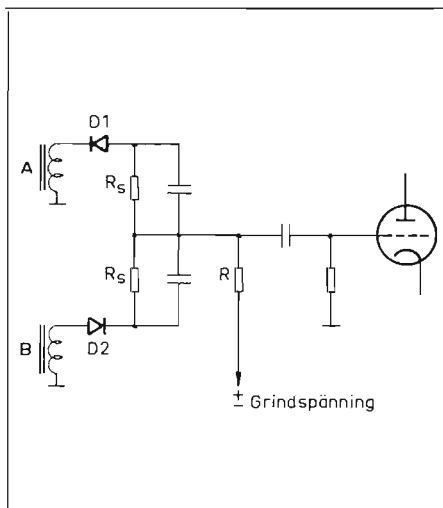 D1
A
Rs
Rs
R
B
D2
± Grindspänning